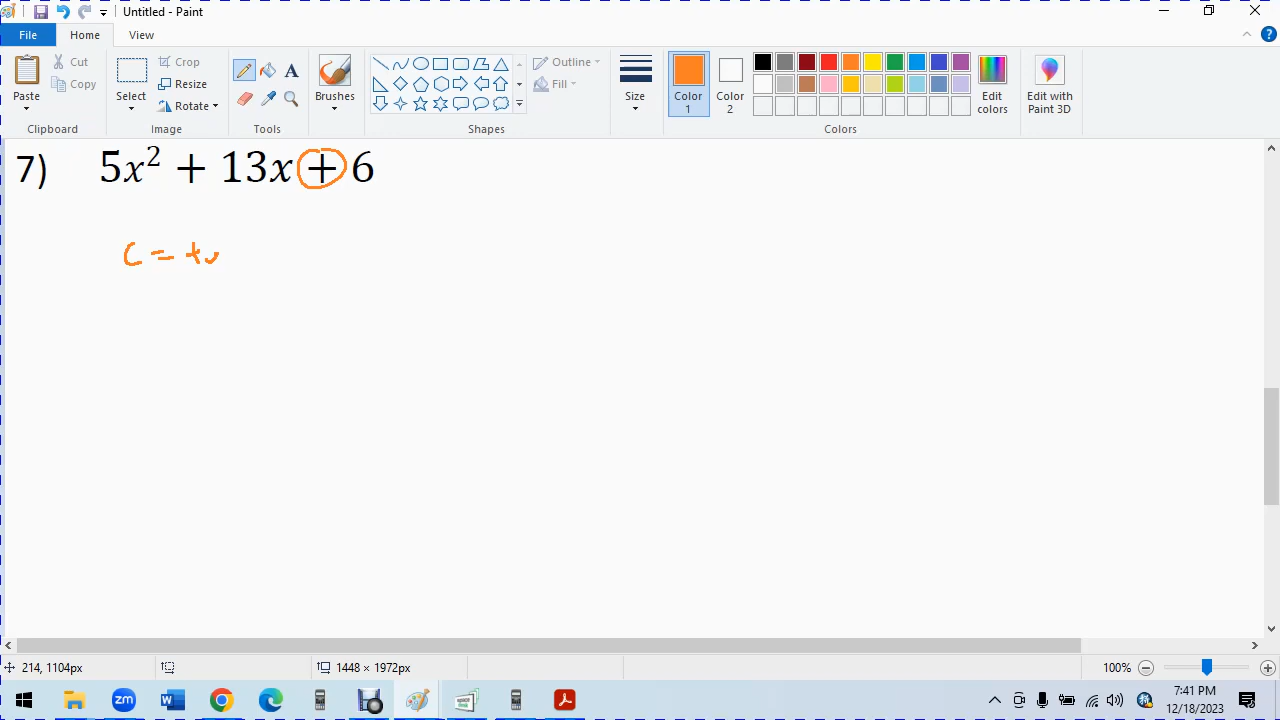 Untitled - Paint
File Home View
Paste Cut Copy Clipboard
Select Crop Resize Rotate Image
Tools
Brushes
Shapes Outline Fill
Size
Color 1 Color 2 Edit colors Colors
Edit with Paint 3D
7) 5x² + 13x + 6
C = +v
214, 1104px
1448 × 1972px
100%
7:41 PM
12/18/2023